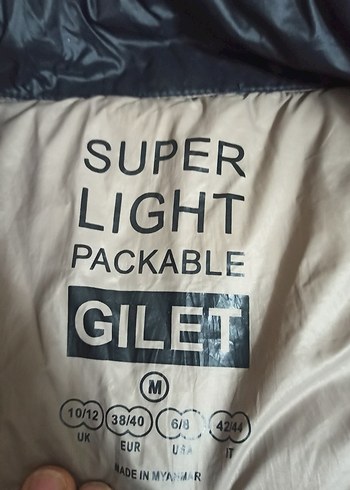 SUPER
LIGHT
PACKABLE
GILET
M
10/12 38/40 6/8 42/44
UK EUR USA IT
MADE IN MYANMAR